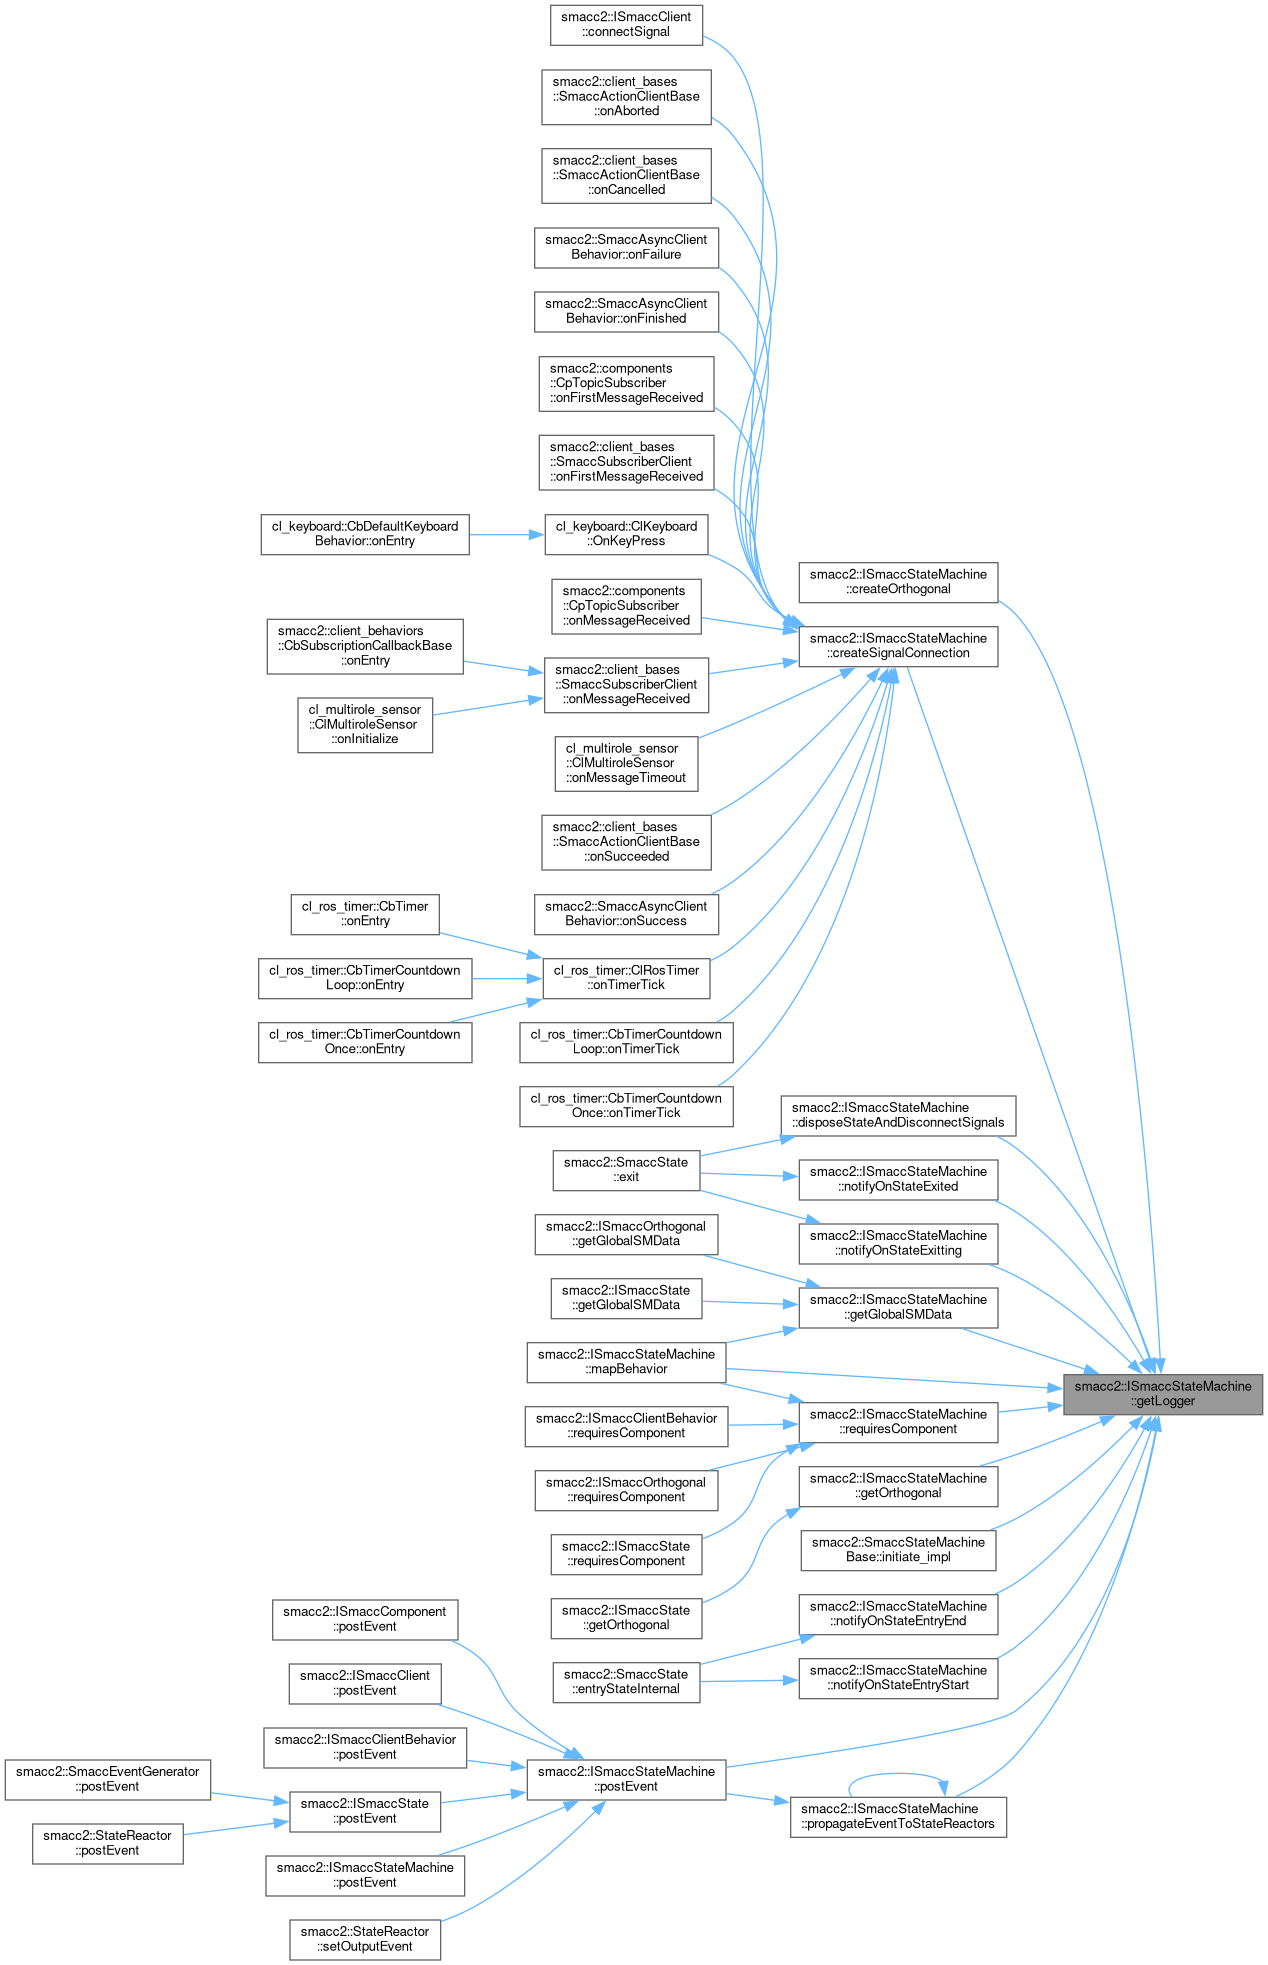 smacc2::ISmaccClient
::connectSignal
smacc2::client_bases
::SmaccActionClientBase
::onAborted
smacc2::client_bases
::SmaccActionClientBase
::onCancelled
smacc2::SmaccAsyncClient
Behavior::onFailure
smacc2::SmaccAsyncClient
Behavior::onFinished
smacc2::components
::CpTopicSubscriber
::onFirstMessageReceived
smacc2::client_bases
::SmaccSubscriberClient
::onFirstMessageReceived
cl_keyboard::CbDefaultKeyboard
Behavior::onEntry
cl_keyboard::ClKeyboard
::OnKeyPress
smacc2::ISmaccStateMachine
::createOrthogonal
smacc2::components
::CpTopicSubscriber
::onMessageReceived
smacc2::client_behaviors
::CbSubscriptionCallbackBase
::onEntry
smacc2::ISmaccStateMachine
::createSignalConnection
smacc2::client_bases
::SmaccSubscriberClient
::onMessageReceived
cl_multirole_sensor
::ClMultiroleSensor
::onInitialize
cl_multirole_sensor
::ClMultiroleSensor
::onMessageTimeout
smacc2::client_bases
::SmaccActionClientBase
::onSucceeded
smacc2::SmaccAsyncClient
Behavior::onSuccess
cl_ros_timer::CbTimer
::onEntry
cl_ros_timer::CbTimerCountdown
Loop::onEntry
cl_ros_timer::ClRosTimer
::onTimerTick
cl_ros_timer::CbTimerCountdown
Once::onEntry
cl_ros_timer::CbTimerCountdown
Loop::onTimerTick
cl_ros_timer::CbTimerCountdown
Once::onTimerTick
smacc2::ISmaccStateMachine
::disposeStateAndDisconnectSignals
smacc2::SmaccState
::exit
smacc2::ISmaccStateMachine
::notifyOnStateExited
smacc2::ISmaccOrthogonal
::getGlobalSMData
smacc2::ISmaccStateMachine
::notifyOnStateExitting
smacc2::ISmaccState
::getGlobalSMData
smacc2::ISmaccStateMachine
::getGlobalSMData
smacc2::ISmaccStateMachine
::mapBehavior
smacc2::ISmaccStateMachine
::getLogger
smacc2::ISmaccClientBehavior
::requiresComponent
smacc2::ISmaccStateMachine
::requiresComponent
smacc2::ISmaccOrthogonal
::requiresComponent
smacc2::ISmaccStateMachine
::getOrthogonal
smacc2::ISmaccState
::requiresComponent
smacc2::SmaccStateMachine
Base::initiate_impl
smacc2::ISmaccState
::getOrthogonal
smacc2::ISmaccStateMachine
::notifyOnStateEntryEnd
smacc2::ISmaccComponent
::postEvent
smacc2::SmaccState
::entryStateInternal
smacc2::ISmaccStateMachine
::notifyOnStateEntryStart
smacc2::ISmaccClient
::postEvent
smacc2::ISmaccClientBehavior
::postEvent
smacc2::SmaccEventGenerator
::postEvent
smacc2::ISmaccStateMachine
::postEvent
smacc2::ISmaccState
::postEvent
smacc2::ISmaccStateMachine
::propagateEventToStateReactors
smacc2::StateReactor
::postEvent
smacc2::ISmaccStateMachine
::postEvent
smacc2::StateReactor
::setOutputEvent